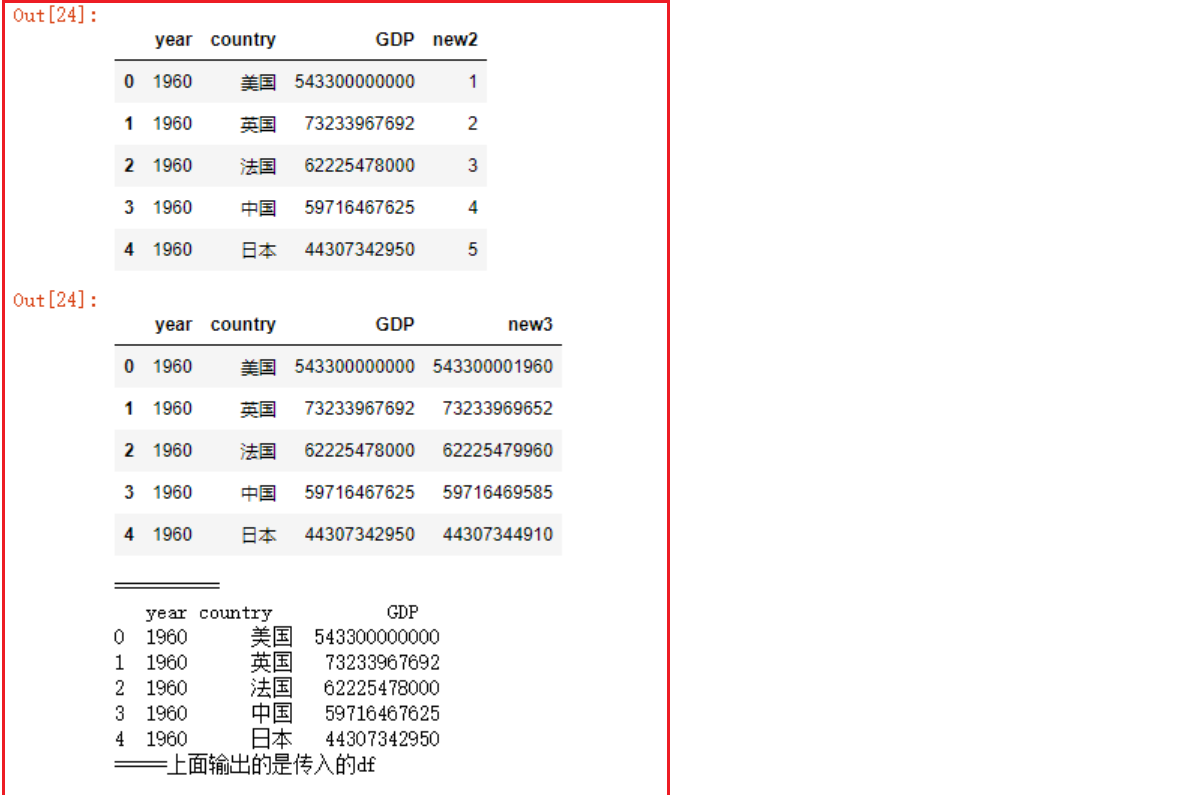 Out[24]:
year country GDP new2
0 1960 美国 543300000000 1
1 1960 英国 73233967692 2
2 1960 法国 62225478000 3
3 1960 中国 59716467625 4
4 1960 日本 44307342950 5
Out[24]:
year country GDP new3
0 1960 美国 543300000000 543300001960
1 1960 英国 73233967692 73233969652
2 1960 法国 62225478000 62225479960
3 1960 中国 59716467625 59716469585
4 1960 日本 44307342950 44307344910
==========
year country GDP
0 1960 美国 543300000000
1 1960 英国 73233967692
2 1960 法国 62225478000
3 1960 中国 59716467625
4 1960 日本 44307342950
=====上面输出的是传入的df